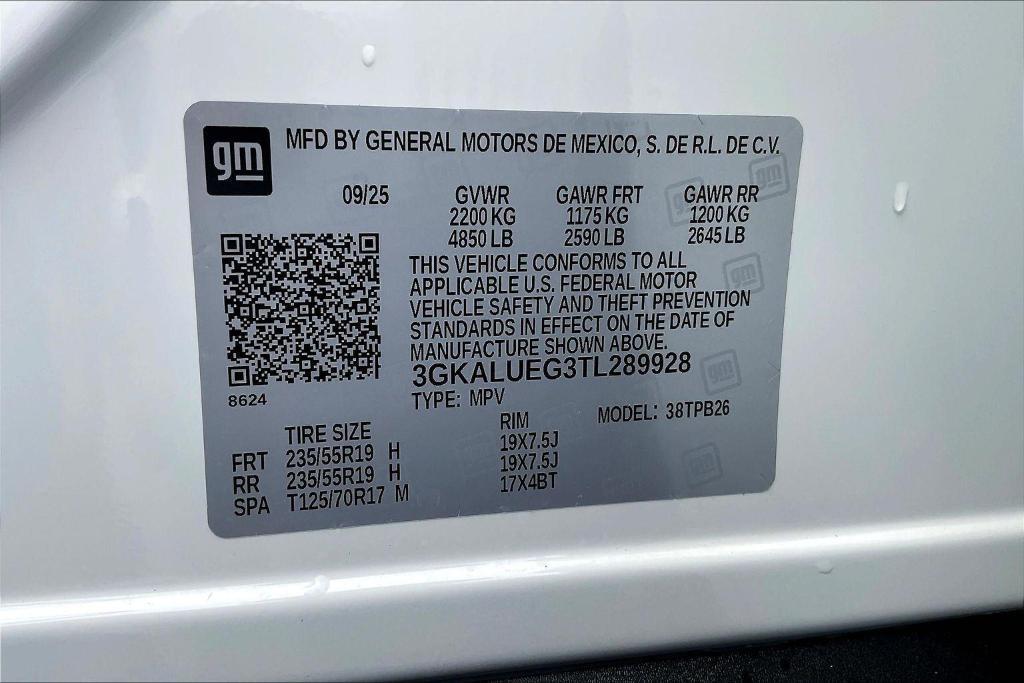 gm MFD BY GENERAL MOTORS DE MEXICO, S. DE R.L. DE C.V.
09/25 GVWR GAWR FRT GAWR RR
2200 KG 1175 KG 1200 KG
4850 LB 2590 LB 2645 LB
THIS VEHICLE CONFORMS TO ALL
APPLICABLE U.S. FEDERAL MOTOR
VEHICLE SAFETY AND THEFT PREVENTION
STANDARDS IN EFFECT ON THE DATE OF
MANUFACTURE SHOWN ABOVE.
3GKALUEG3TL289928
8624
TYPE: MPV MODEL: 38TPB26
TIRE SIZE RIM
FRT 235/55R19 H 19X7.5J
RR 235/55R19 H 19X7.5J
SPA T125/70R17 M 17X4BT